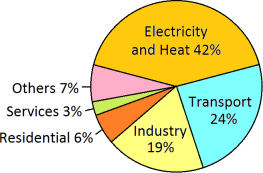 Electricity
and Heat 42%
Others 7%
Transport
24%
Services 3%
Industry
19%
Residential 6%